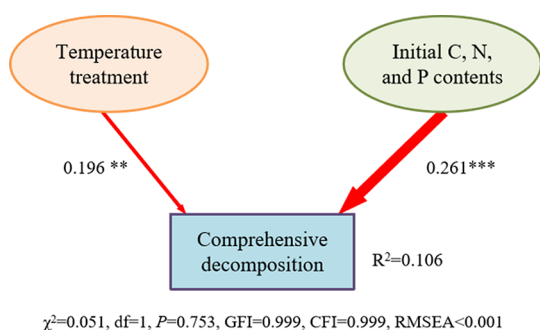 Temperature
treatment
Initial C, N,
and P contents
0.196 **
0.261***
Comprehensive
decomposition
R²=0.106
χ²=0.051, df=1, P=0.753, GFI=0.999, CFI=0.999, RMSEA<0.001